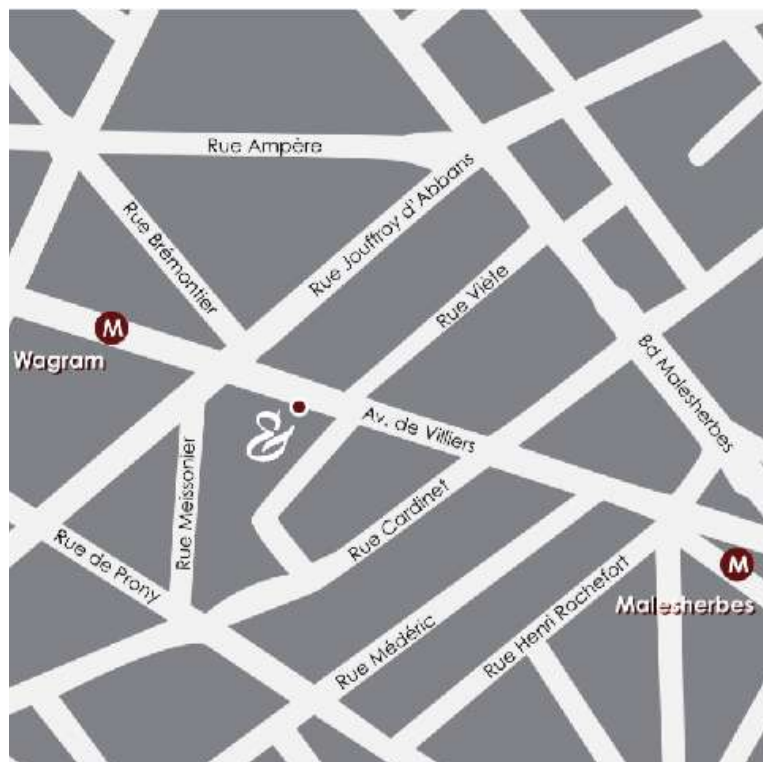 Rue Ampère
Rue Jouffroy d'Abbans
Rue Brémontier
Rue Viète
M
Wagram
Bd Malesherbes
Av. de Villiers
Rue Meissonier
Rue Cardinet
Rue de Prony
M
Malesherbes
Rue Médéric
Rue Henri Rochefort